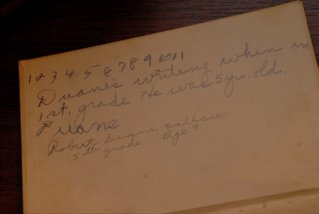 1 2 3 4 5 6 7 8 9 10 11
Duane's writing when in
1st. grade He was 5 yrs. old.
Duane
Robert Duane Wallace
5th grade Age 9